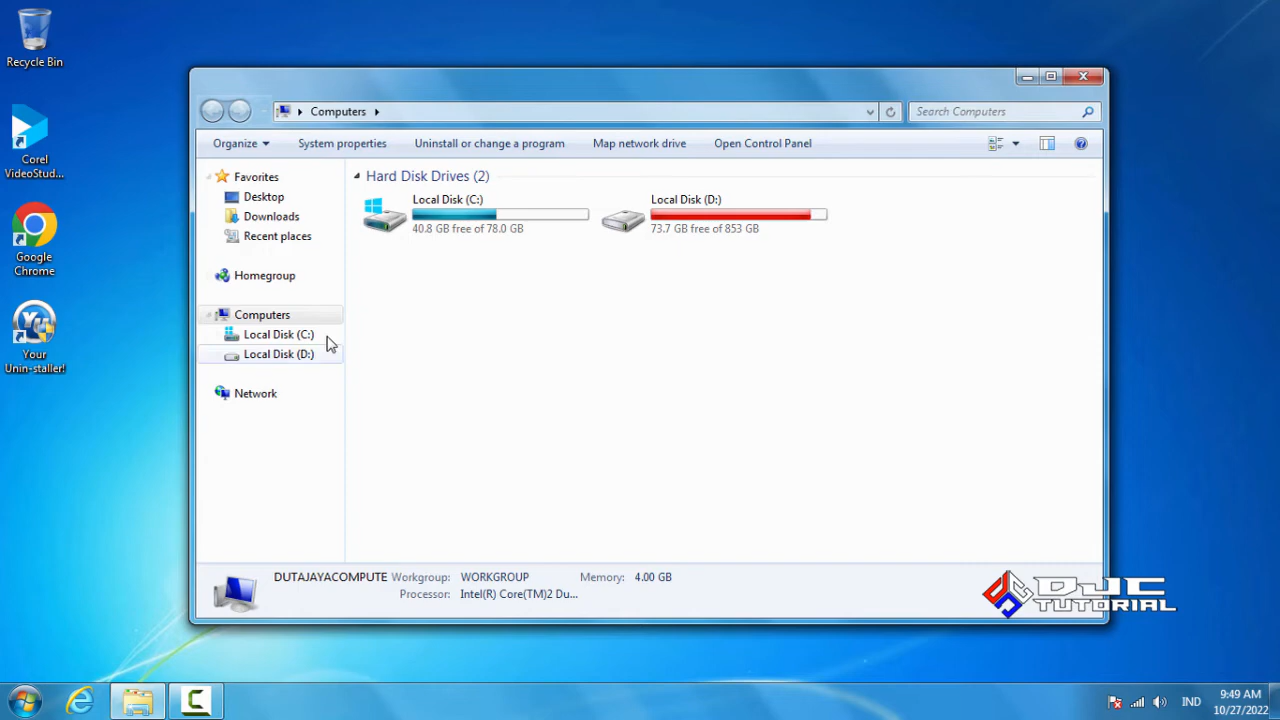 Recycle Bin
Corel
VideoStud...
Google
Chrome
Your
Unin-staller!
Computers
Search Computers
Organize
System properties
Uninstall or change a program
Map network drive
Open Control Panel
Favorites
Desktop
Downloads
Recent places
Homegroup
Computers
Local Disk (C:)
Local Disk (D:)
Network
Hard Disk Drives (2)
Local Disk (C:)
40.8 GB free of 78.0 GB
Local Disk (D:)
73.7 GB free of 853 GB
DUTAJAYACOMPUTE Workgroup: WORKGROUP Memory: 4.00 GB
Processor: Intel(R) Core(TM)2 Du...
DJC
TUTORIAL
IND
9:49 AM
10/27/2022